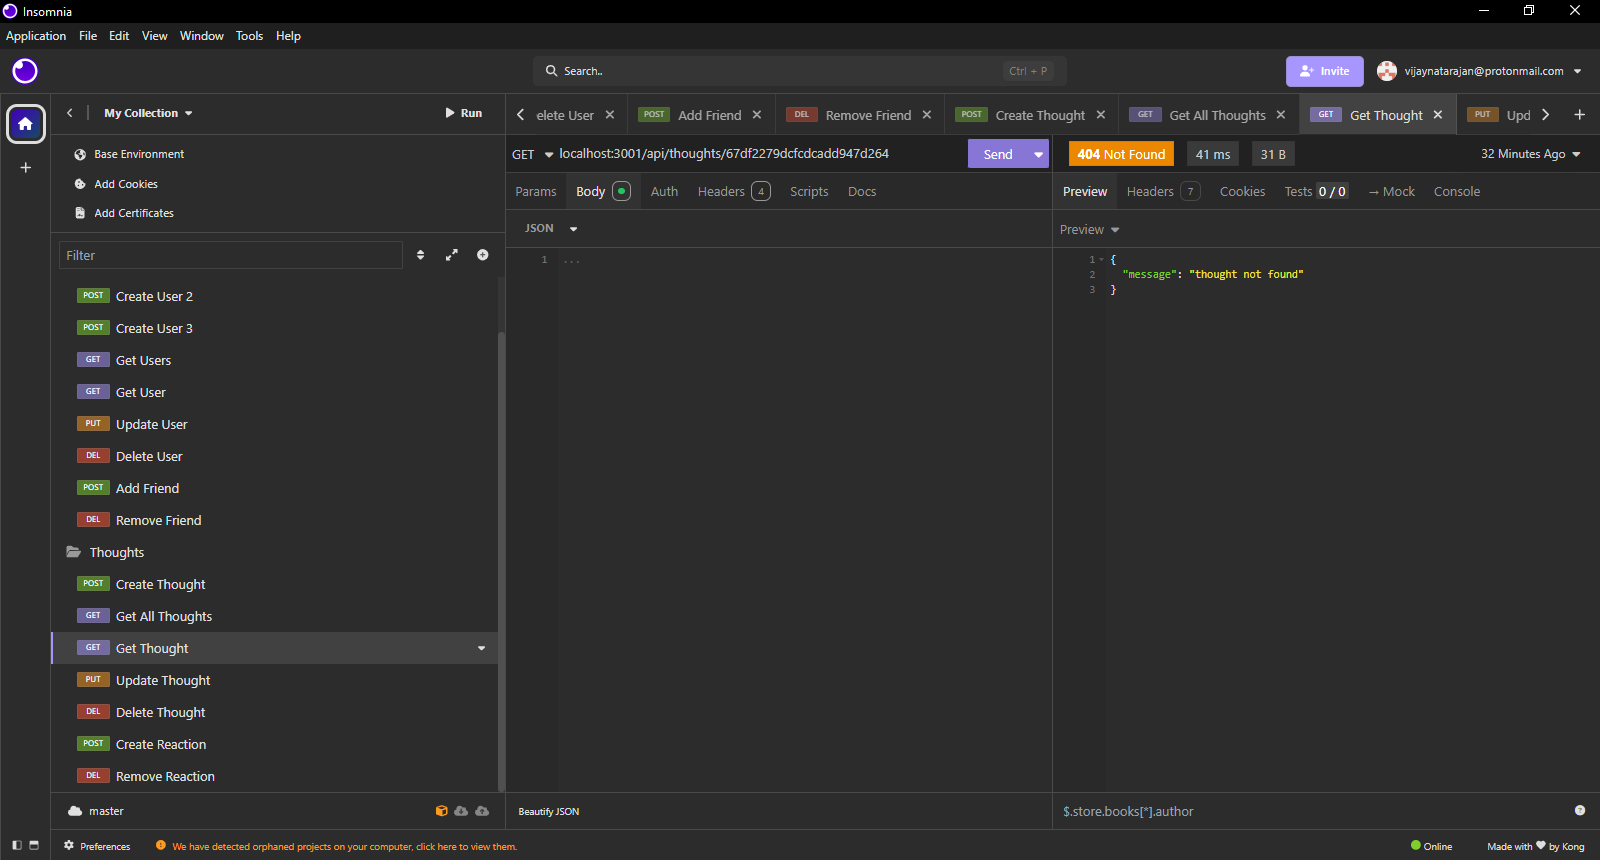 Insomnia
Application File Edit View Window Tools Help
Search.. Ctrl + P
Invite vijaynatarajan@protonmail.com
My Collection Run
elete User POST Add Friend DEL Remove Friend POST Create Thought GET Get All Thoughts GET Get Thought PUT Upd
Base Environment
GET localhost:3001/api/thoughts/67df2279dcfcdcadd947d264 Send 404 Not Found 41 ms 31 B 32 Minutes Ago
Add Cookies
Params Body Auth Headers 4 Scripts Docs Preview Headers 7 Cookies Tests 0 / 0 → Mock Console
Add Certificates
JSON Preview
Filter
1 ... 1 {
2 "message": "thought not found"
3 }
POST Create User 2
POST Create User 3
GET Get Users
GET Get User
PUT Update User
DEL Delete User
POST Add Friend
DEL Remove Friend
Thoughts
POST Create Thought
GET Get All Thoughts
GET Get Thought
PUT Update Thought
DEL Delete Thought
POST Create Reaction
DEL Remove Reaction
master Beautify JSON $.store.books[*].author ?
Preferences We have detected orphaned projects on your computer, click here to view them. Online Made with ♥ by Kong